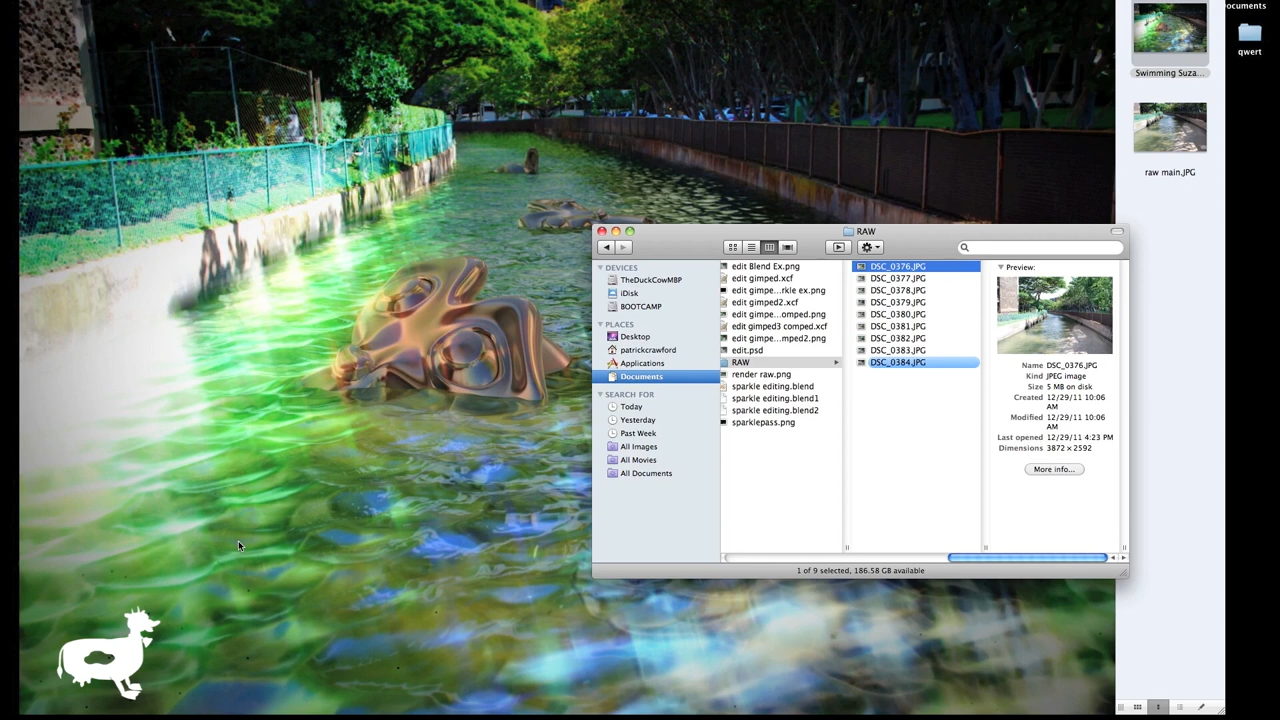 ocuments
qwert
Swimming Suza...
raw main.JPG
RAW
DEVICES
TheDuckCowMBP
iDisk
BOOTCAMP
PLACES
Desktop
patrickcrawford
Applications
Documents
SEARCH FOR
Today
Yesterday
Past Week
All Images
All Movies
All Documents
edit Blend Ex.png
edit gimped.xcf
edit gimpe...rkle ex.png
edit gimped2.xcf
edit gimpe...omped.png
edit gimped3 comped.xcf
edit gimpe...mped2.png
edit.psd
RAW
render raw.png
sparkle editing.blend
sparkle editing.blend1
sparkle editing.blend2
sparklepass.png
DSC_0376.JPG
DSC_0377.JPG
DSC_0378.JPG
DSC_0379.JPG
DSC_0380.JPG
DSC_0381.JPG
DSC_0382.JPG
DSC_0383.JPG
DSC_0384.JPG
Preview:
Name DSC_0376.JPG
Kind JPEG image
Size 5 MB on disk
Created 12/29/11 10:06
AM
Modified 12/29/11 10:06
AM
Last opened 12/29/11 4:23 PM
Dimensions 3872 × 2592
More info...
1 of 9 selected, 186.58 GB available